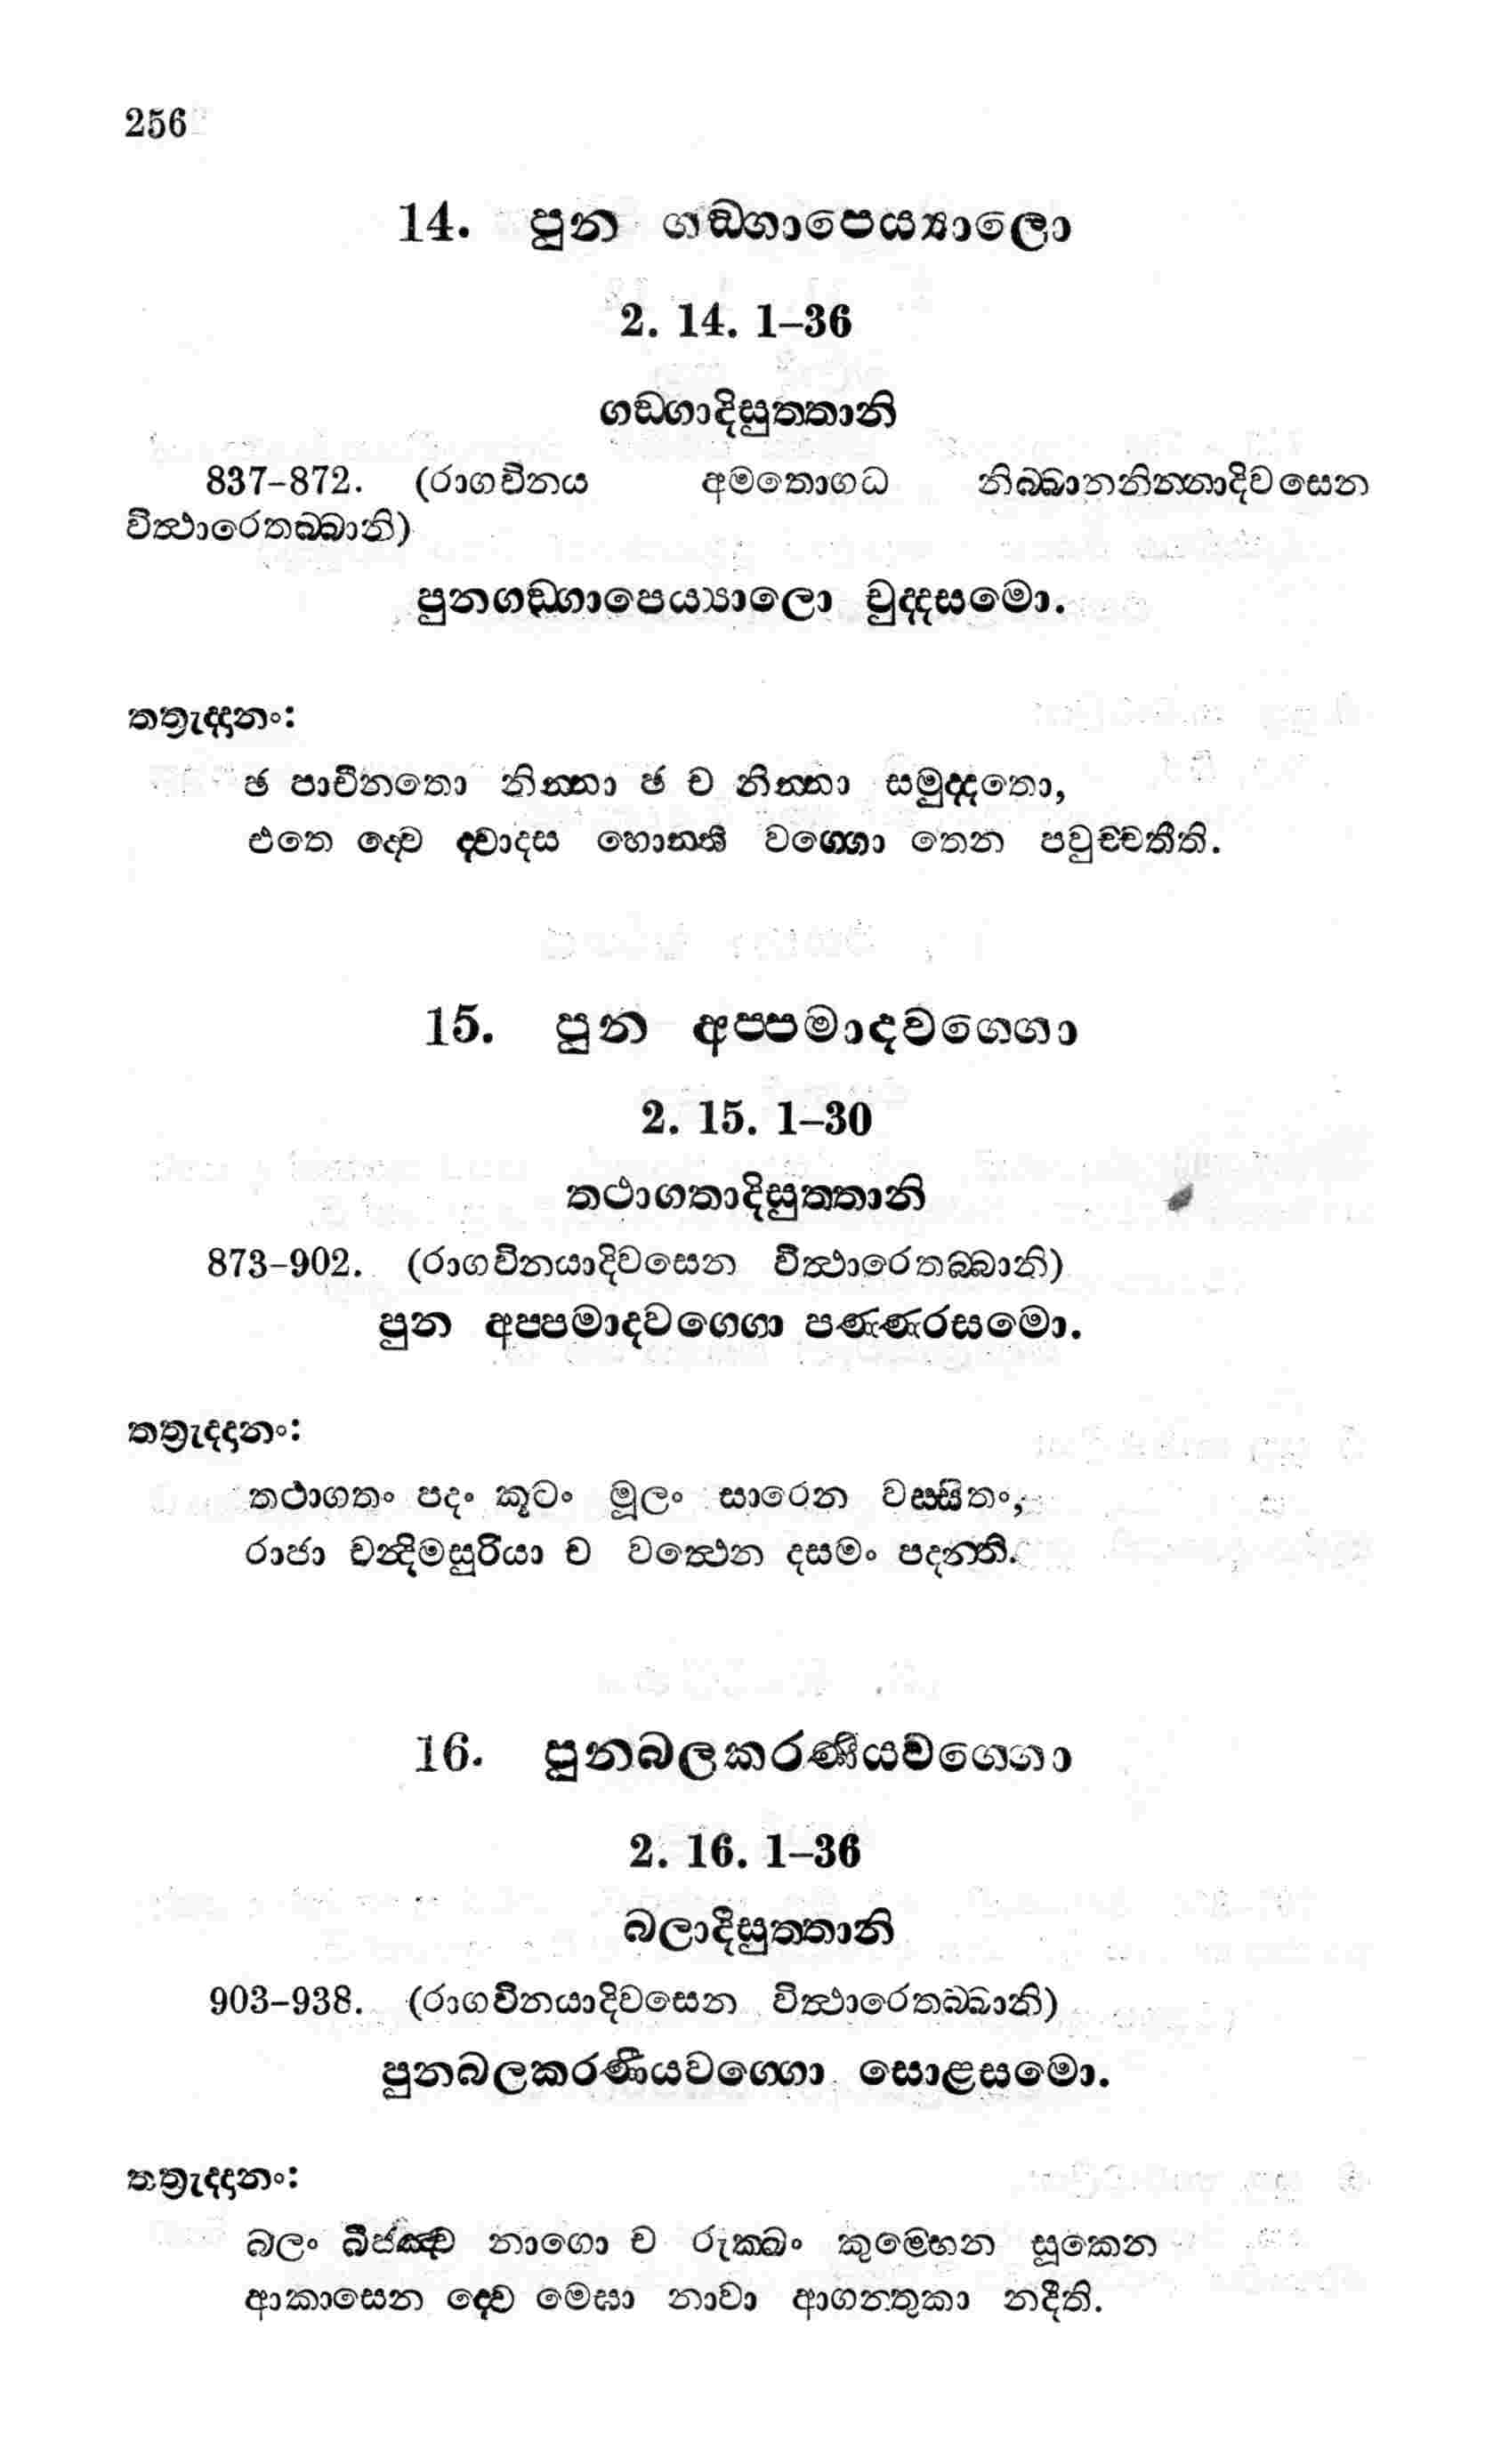 256
14. පුන ගඞ්ගාපෙය්‍යාලො
2. 14. 1–36
ගඞ්ගාදිසුත්තානි
837-872. (රාගවිනය අමතොගධ නිබ්බානනින්නාදිවසෙන
විත්ථාරෙතබ්බානි)
පුනගඞ්ගාපෙය්‍යාලො චුද්දසමො.
තත්‍රැද්දානං:
ඡ පාචීනතො නින්නා ඡ ච නින්නා සමුද්දතො,
එතෙ ද්වෙ ද්වාදස හොන්ති වග්ගො තෙන පවුච්චතීති.
15. පුන අප්පමාදවග්ගො
2. 15. 1–30
තථාගතාදිසුත්තානි
873-902. (රාගවිනයාදිවසෙන විත්ථාරෙතබ්බානි)
පුන අප්පමාදවග්ගො පණ්ණරසමො.
තත්‍රැද්දානං:
තථාගතං පදං කූටං මූලං සාරෙන වස්සිතං,
රාජා චන්දිමසුරියා ච වත්ථෙන දසමං පදන්ති.
16. පුනබලකරණීයවග්ගො
2. 16. 1–36
බලාදිසුත්තානි
903-938. (රාගවිනයාදිවසෙන විත්ථාරෙතබ්බානි)
පුනබලකරණීයවග්ගො සොළසමො.
තත්‍රැද්දානං:
බලං බීජඤ්ච නාගො ච රුක්ඛං කුම්භෙන සූකෙන
ආකාසෙන ද්වෙ මෙඝා නාවා ආගන්තුකා නදීති.